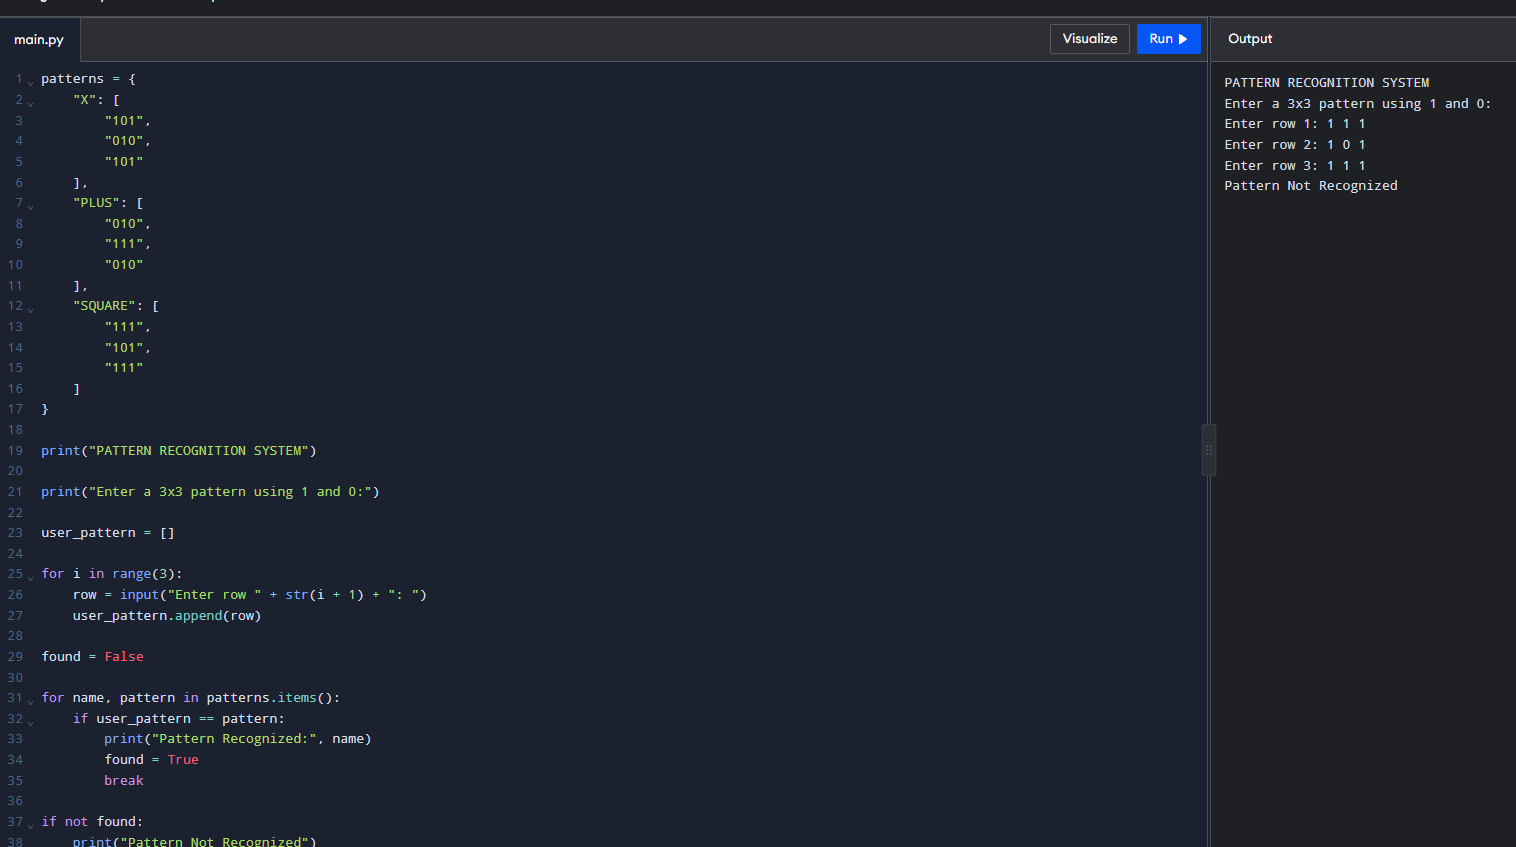 main.py
Visualize
Run
Output
1 patterns = {
2     "X": [
3         "101",
4         "010",
5         "101"
6     ],
7     "PLUS": [
8         "010",
9         "111",
10         "010"
11     ],
12     "SQUARE": [
13         "111",
14         "101",
15         "111"
16     ]
17 }
18
19 print("PATTERN RECOGNITION SYSTEM")
20
21 print("Enter a 3x3 pattern using 1 and 0:")
22
23 user_pattern = []
24
25 for i in range(3):
26     row = input("Enter row " + str(i + 1) + ": ")
27     user_pattern.append(row)
28
29 found = False
30
31 for name, pattern in patterns.items():
32     if user_pattern == pattern:
33         print("Pattern Recognized:", name)
34         found = True
35         break
36
37 if not found:
38     print("Pattern Not Recognized")
PATTERN RECOGNITION SYSTEM
Enter a 3x3 pattern using 1 and 0:
Enter row 1: 1 1 1
Enter row 2: 1 0 1
Enter row 3: 1 1 1
Pattern Not Recognized